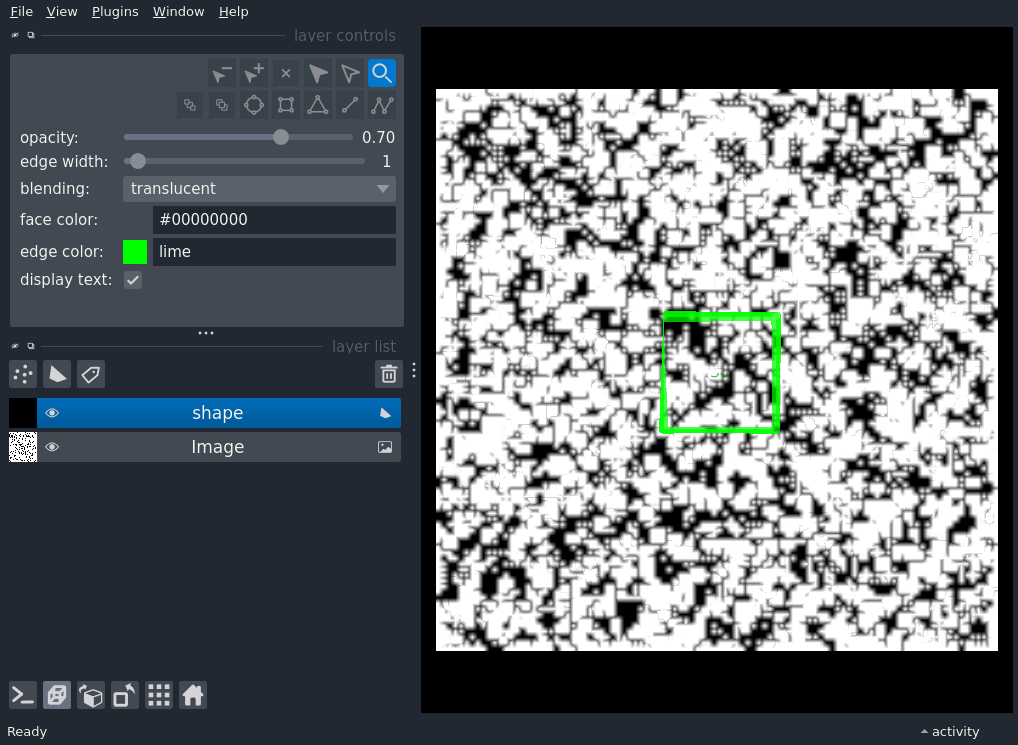 File View Plugins Window Help
layer controls
opacity: 0.70
edge width: 1
blending: translucent
face color: #00000000
edge color: lime
display text:
layer list
shape
Image
Ready
activity